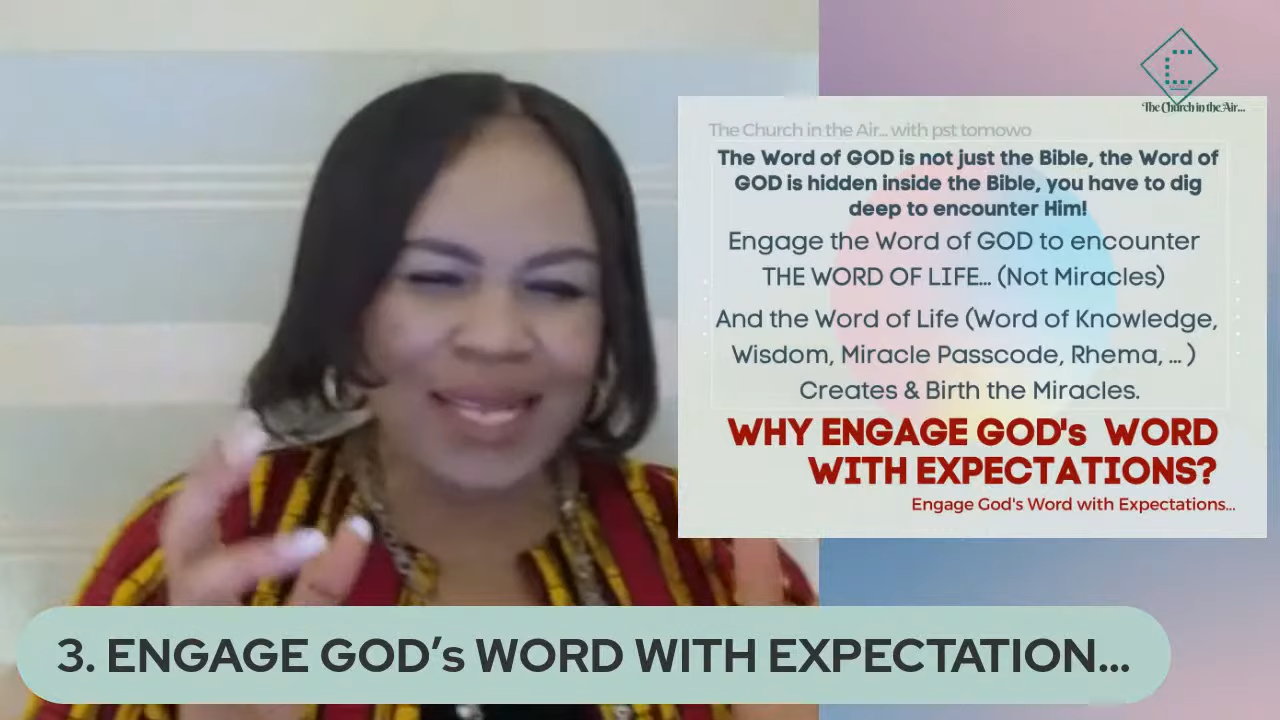 The Church in the Air...
The Church in the Air... with pst tomowo
The Word of GOD is not just the Bible, the Word of
GOD is hidden inside the Bible, you have to dig
deep to encounter Him!
Engage the Word of GOD to encounter
THE WORD OF LIFE... (Not Miracles)
And the Word of Life (Word of Knowledge,
Wisdom, Miracle Passcode, Rhema, ... )
Creates & Birth the Miracles.
WHY ENGAGE GOD's WORD
WITH EXPECTATIONS?
Engage God's Word with Expectations...
3. ENGAGE GOD’s WORD WITH EXPECTATION...